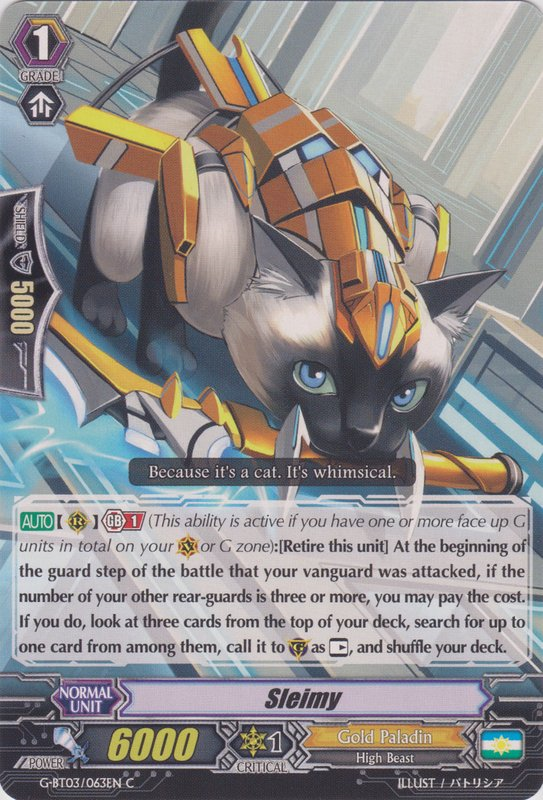 1
GRADE
SHIELD
5000
Because it's a cat. It's whimsical.
AUTO【 R 】 GB 1 (This ability is active if you have one or more face up G
units in total on your V or G zone):[Retire this unit] At the beginning of
the guard step of the battle that your vanguard was attacked, if the
number of your other rear-guards is three or more, you may pay the cost.
If you do, look at three cards from the top of your deck, search for up to
one card from among them, call it to G as , and shuffle your deck.
NORMAL
UNIT
Sleimy
POWER
6000
1
CRITICAL
Gold Paladin
High Beast
G-BT03/063EN C
ILLUST / パトリシア